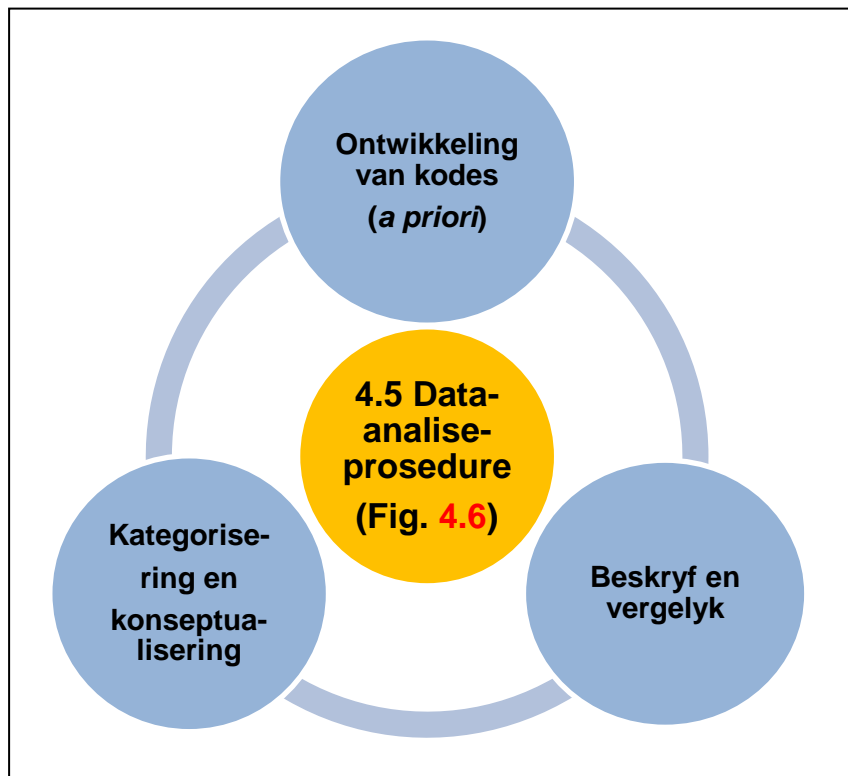 Ontwikkeling
van kodes
(a priori)
4.5 Data-
analise-
prosedure
(Fig. 4.6)
Kategorise-
ring en
konseptua-
lisering
Beskryf en
vergelyk